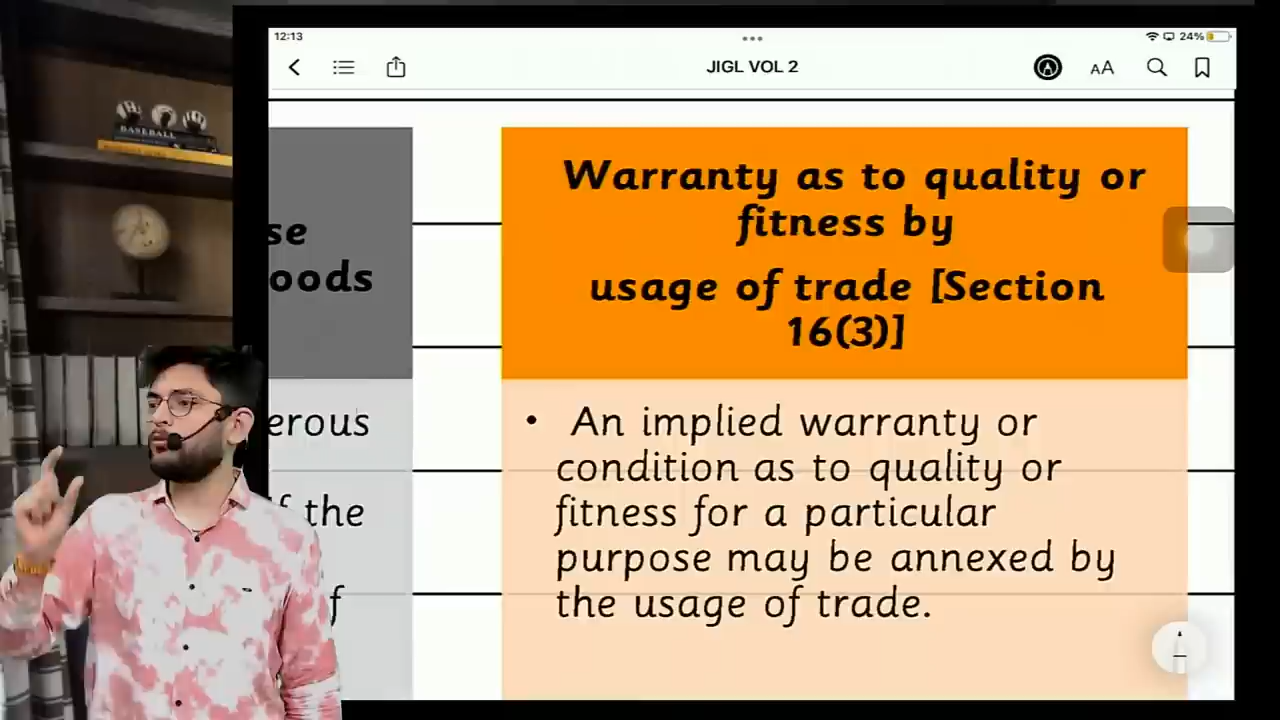 12:13
24%
JIGL VOL 2
AA
BASEBALL
se
oods
erous
f the
f
Warranty as to quality or
fitness by
usage of trade [Section
16(3)]
• An implied warranty or
condition as to quality or
fitness for a particular
purpose may be annexed by
the usage of trade.